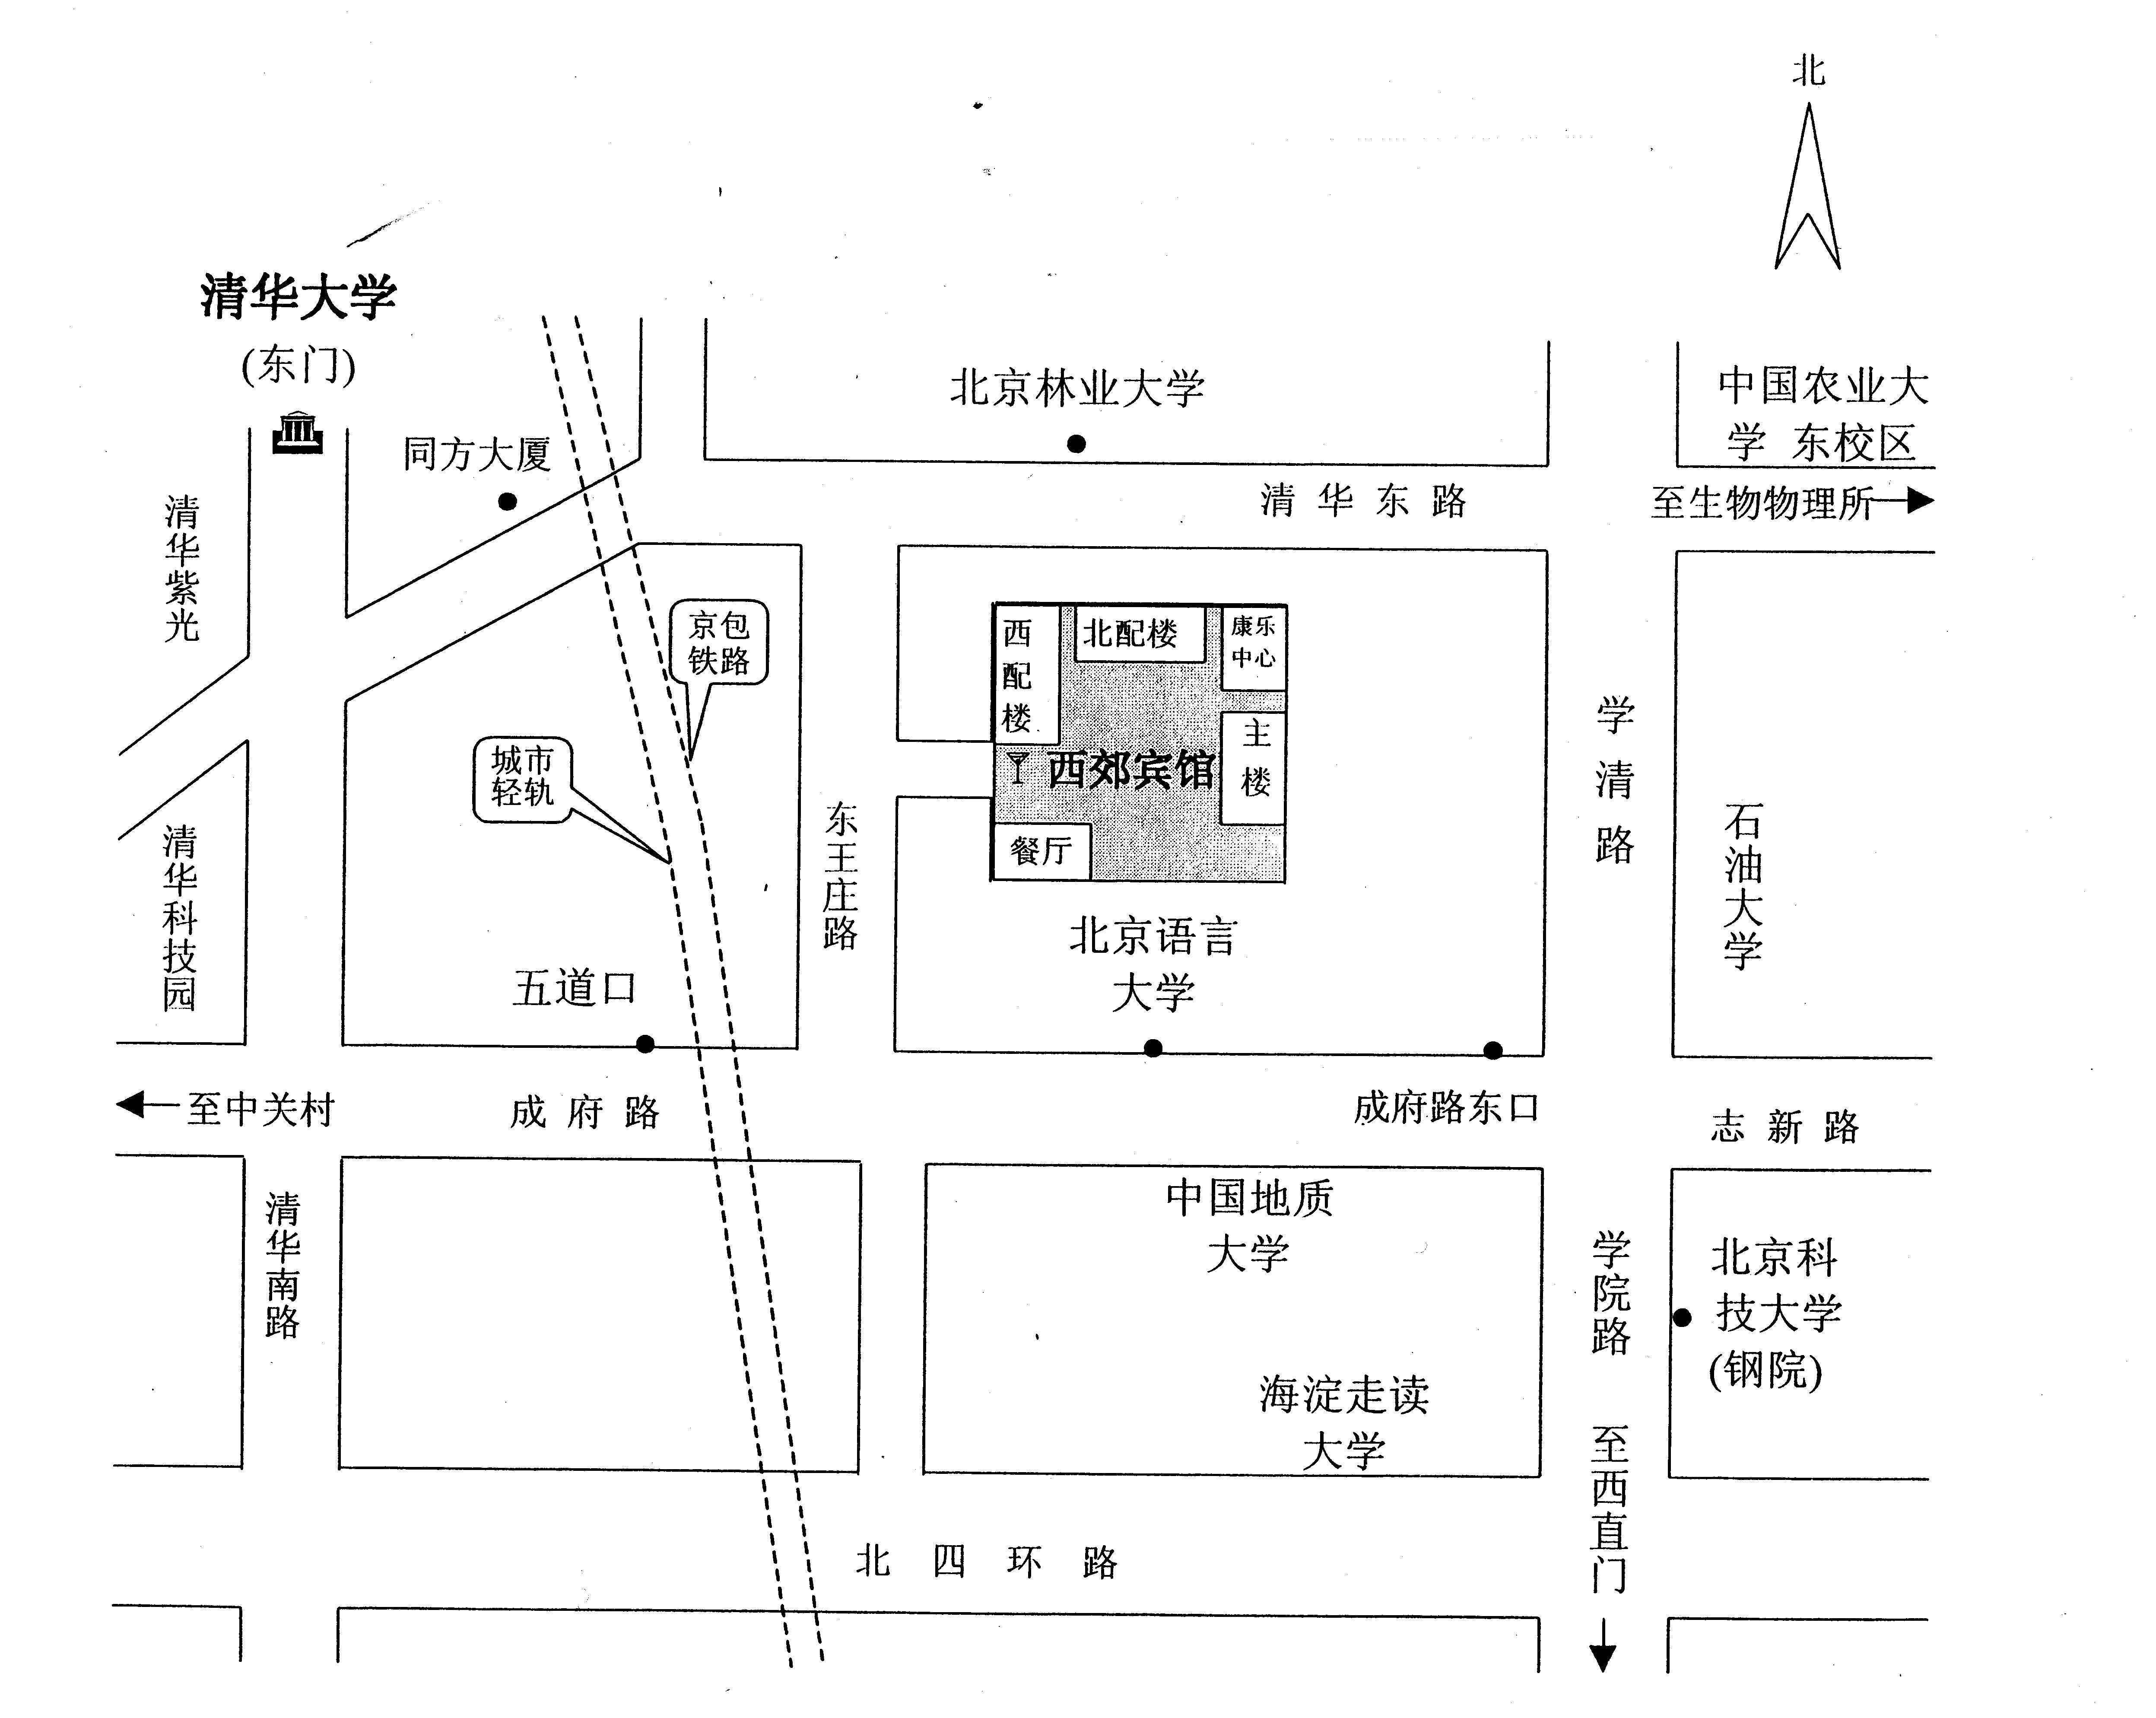 北
清华大学
(东门)
北京林业大学
中国农业大
学 东校区
同方大厦
清华东路
至生物物理所
清华紫光
京包
铁路
西配楼
北配楼
康乐
中心
城市
轻轨
西郊宾馆
主楼
学清路
东王庄路
餐厅
石油大学
清华科技园
五道口
北京语言
大学
至中关村
成府路
成府路东口
志新路
清华南路
中国地质
大学
学院路
北京科
技大学
(钢院)
海淀走读
大学
至西直门
北四环路